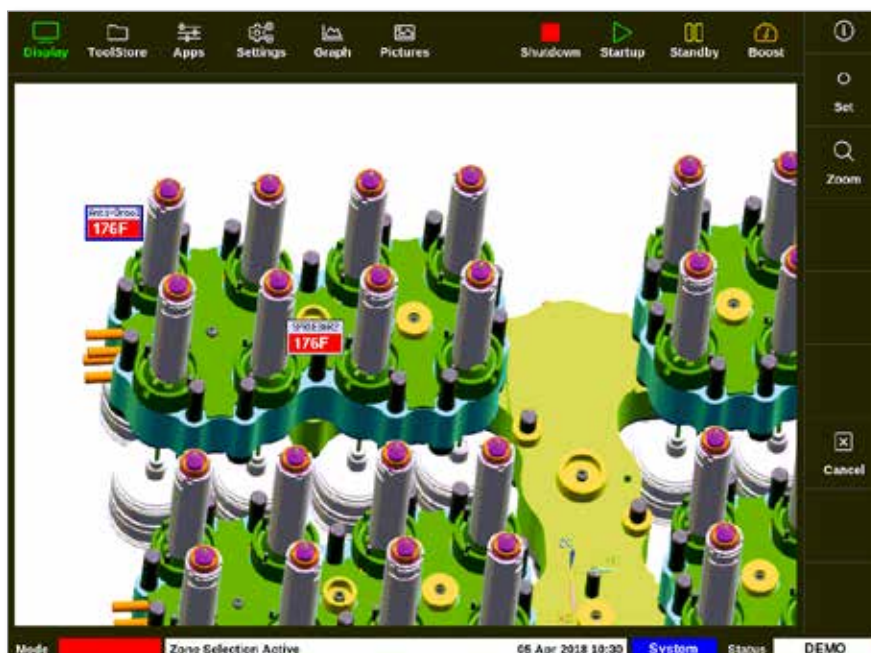 Display ToolStore Apps Settings Graph Pictures Shutdown Startup Standby Boost
Set
Zoom
176F
176F
Cancel
Mode Zone Selection Active 05 Apr 2018 10:30 System Status DEMO